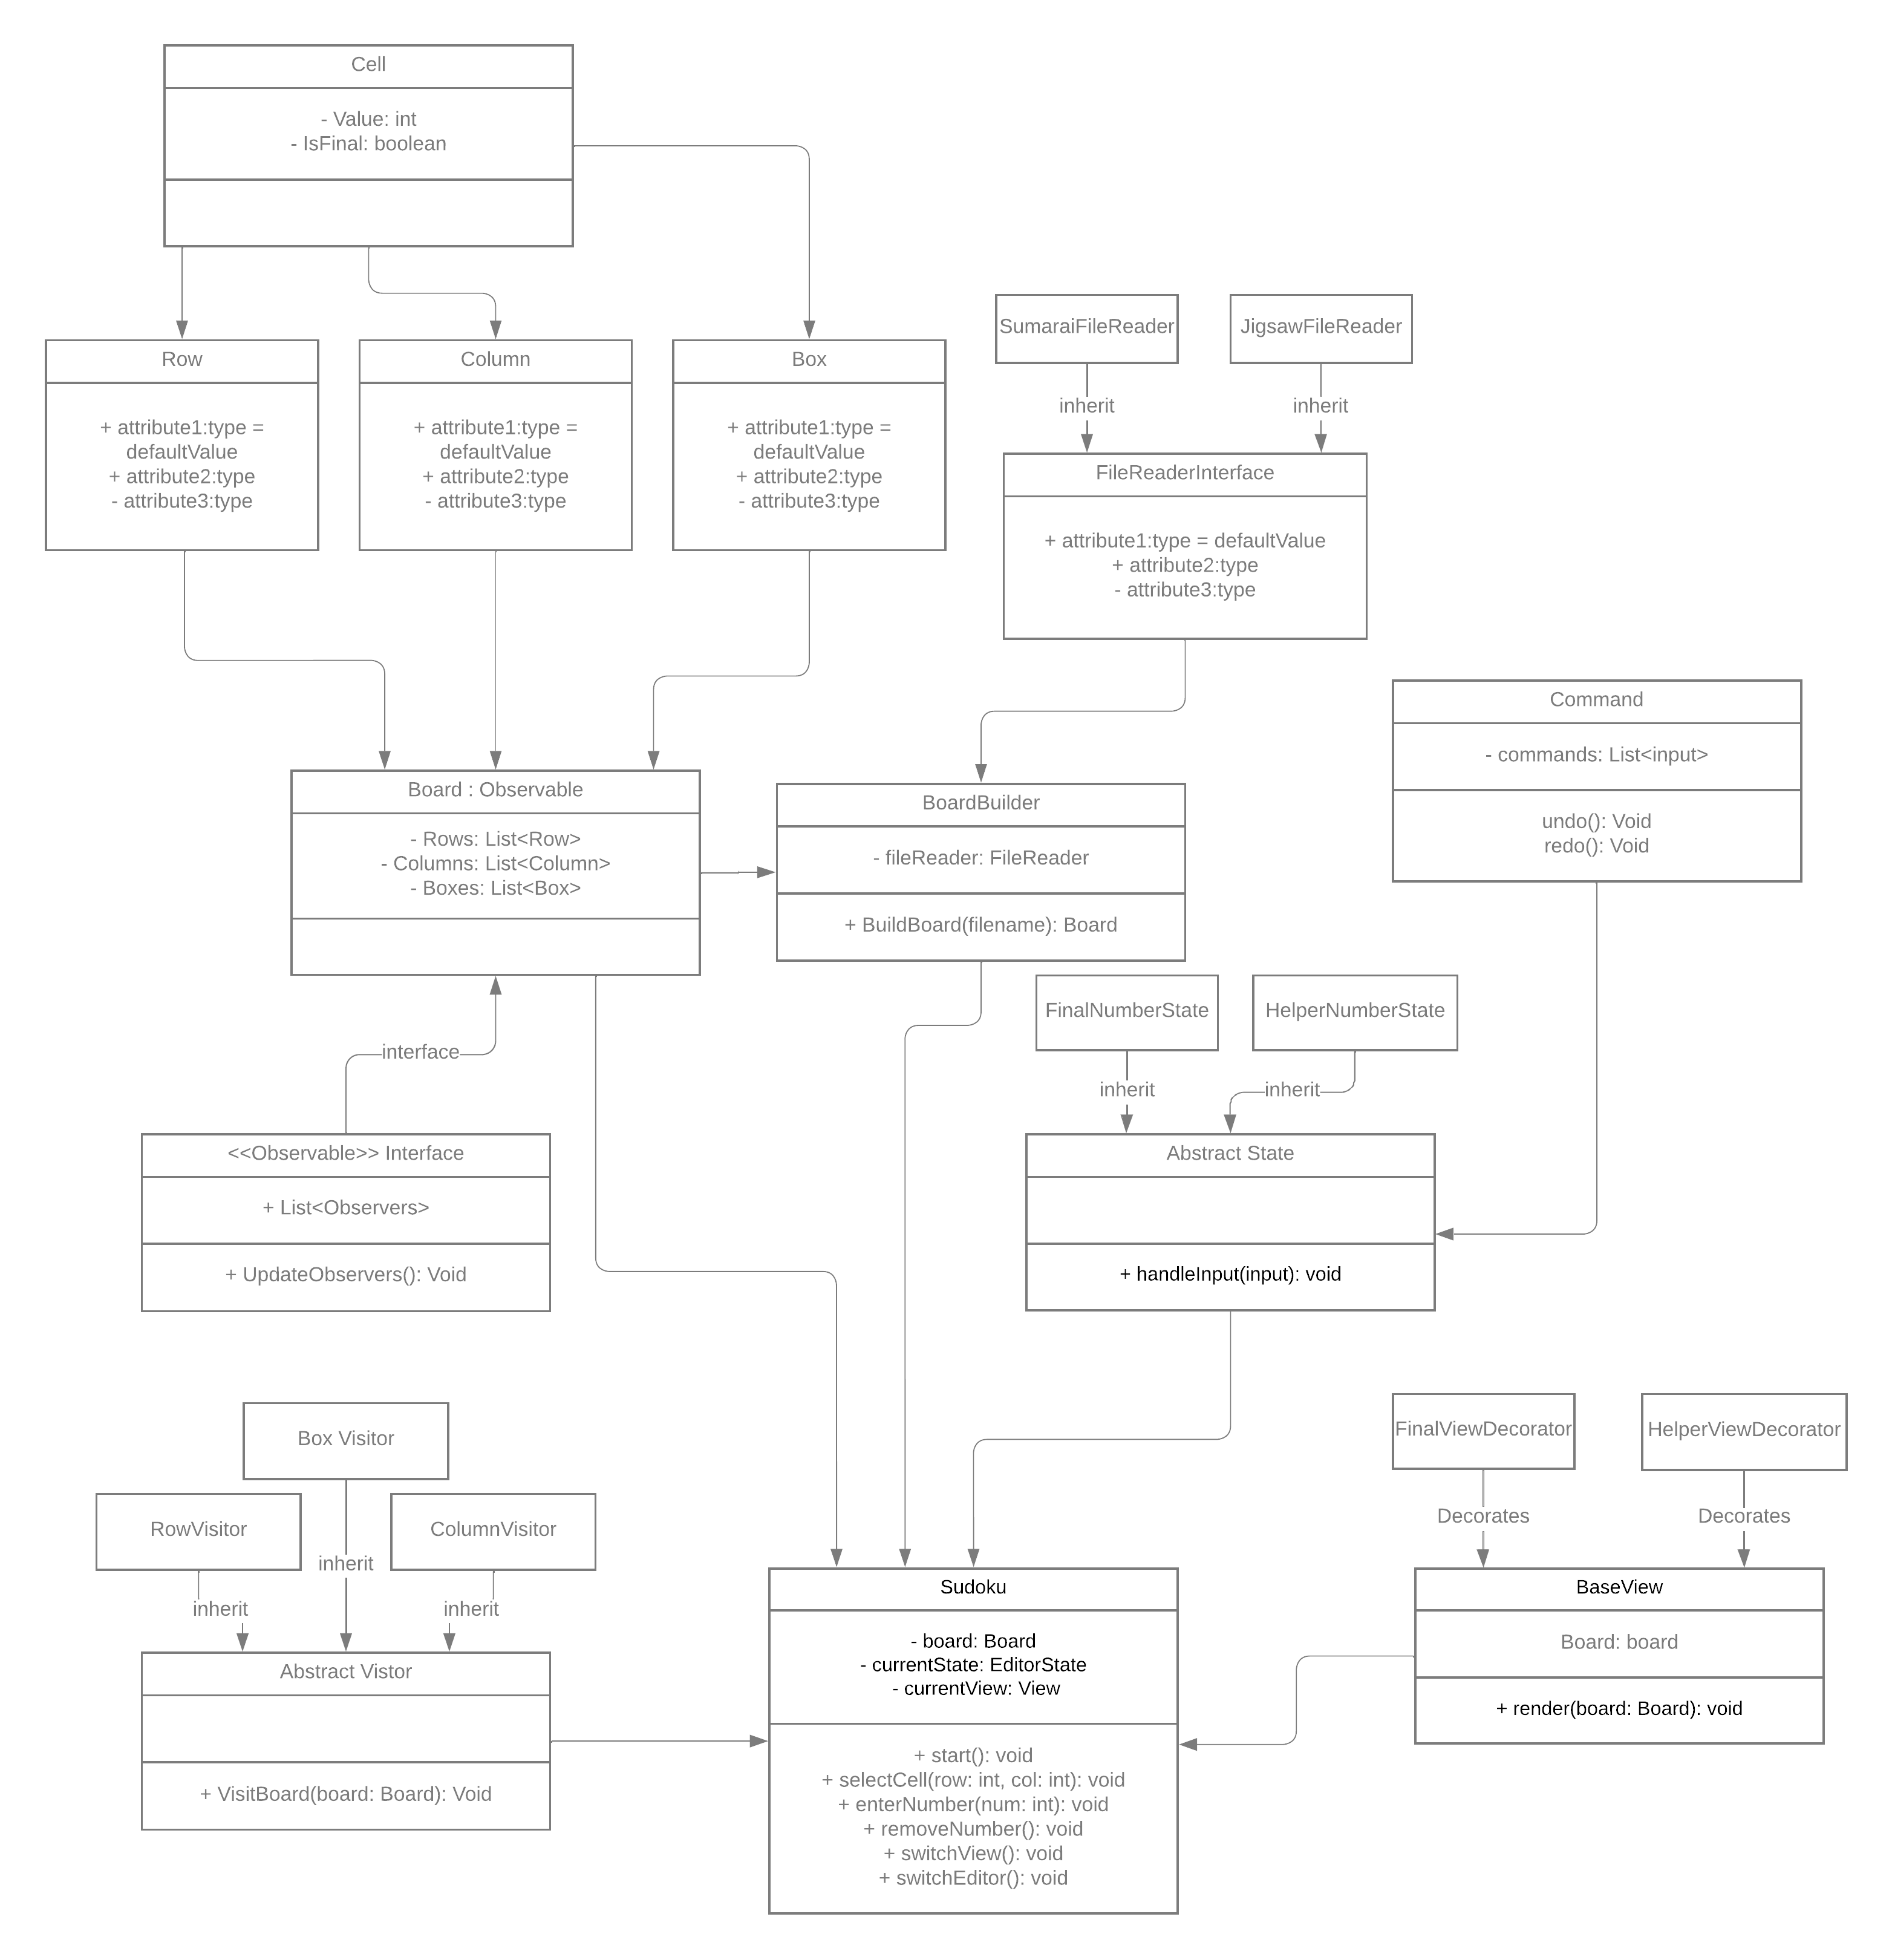 Cell
- Value: int
- IsFinal: boolean
SumaraiFileReader
JigsawFileReader
inherit
inherit
Row
+ attribute1:type =
defaultValue
+ attribute2:type
- attribute3:type
Column
+ attribute1:type =
defaultValue
+ attribute2:type
- attribute3:type
Box
+ attribute1:type =
defaultValue
+ attribute2:type
- attribute3:type
FileReaderInterface
+ attribute1:type = defaultValue
+ attribute2:type
- attribute3:type
Command
- commands: List<input>
undo(): Void
redo(): Void
Board : Observable
- Rows: List<Row>
- Columns: List<Column>
- Boxes: List<Box>
BoardBuilder
- fileReader: FileReader
+ BuildBoard(filename): Board
FinalNumberState
HelperNumberState
interface
inherit
inherit
<<Observable>> Interface
+ List<Observers>
+ UpdateObservers(): Void
Abstract State
+ handleInput(input): void
Box Visitor
RowVisitor
ColumnVisitor
inherit
inherit
inherit
Abstract Vistor
+ VisitBoard(board: Board): Void
FinalViewDecorator
HelperViewDecorator
Decorates
Decorates
Sudoku
- board: Board
- currentState: EditorState
- currentView: View
+ start(): void
+ selectCell(row: int, col: int): void
+ enterNumber(num: int): void
+ removeNumber(): void
+ switchView(): void
+ switchEditor(): void
BaseView
Board: board
+ render(board: Board): void